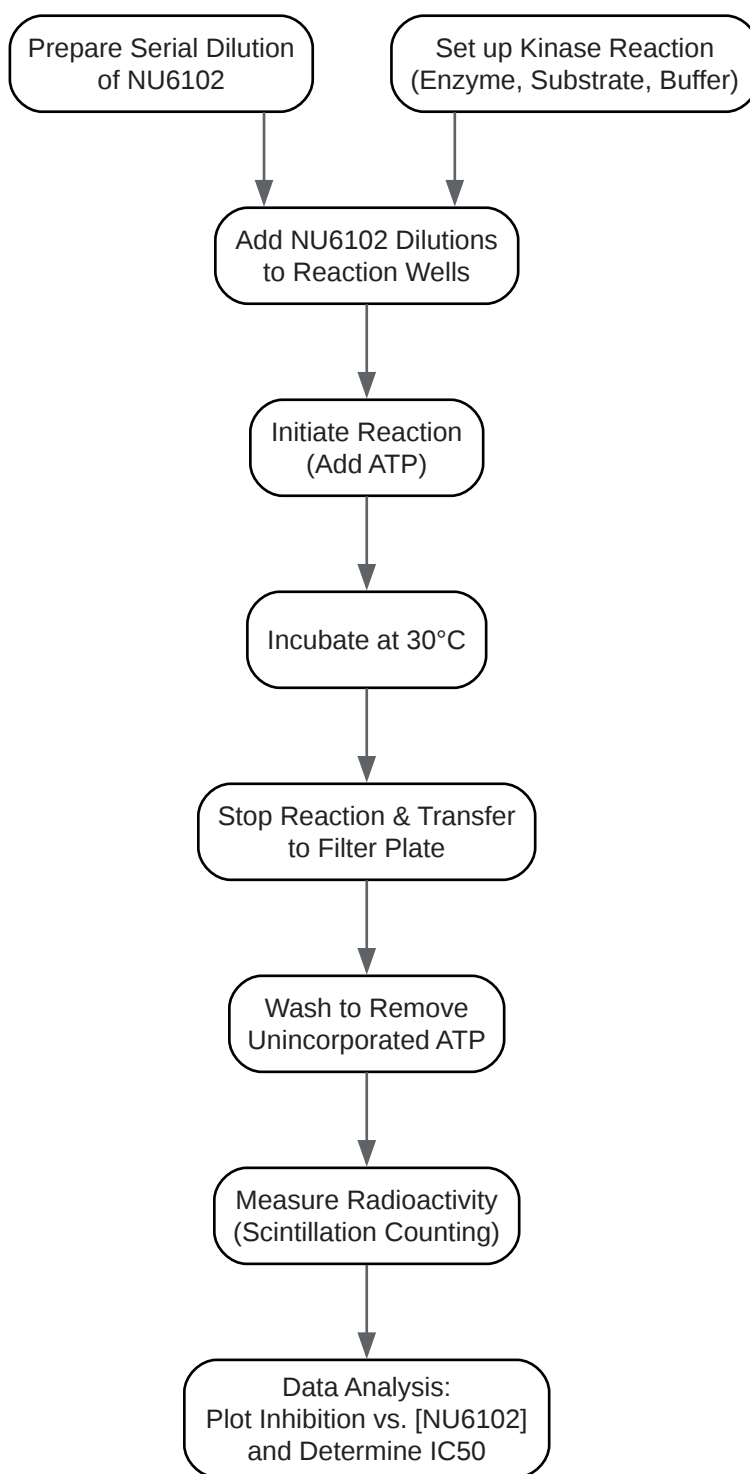 Prepare Serial Dilution
of NU6102
Set up Kinase Reaction
(Enzyme, Substrate, Buffer)
Add NU6102 Dilutions
to Reaction Wells
Initiate Reaction
(Add ATP)
Incubate at 30°C
Stop Reaction & Transfer
to Filter Plate
Wash to Remove
Unincorporated ATP
Measure Radioactivity
(Scintillation Counting)
Data Analysis:
Plot Inhibition vs. [NU6102]
and Determine IC50